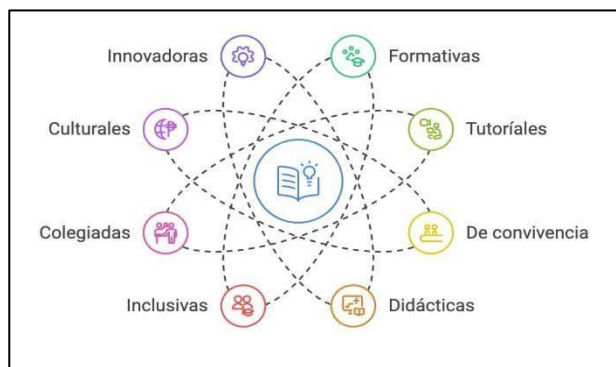 Innovadoras
Formativas
Culturales
Tutoríales
Colegiadas
De convivencia
Inclusivas
Didácticas